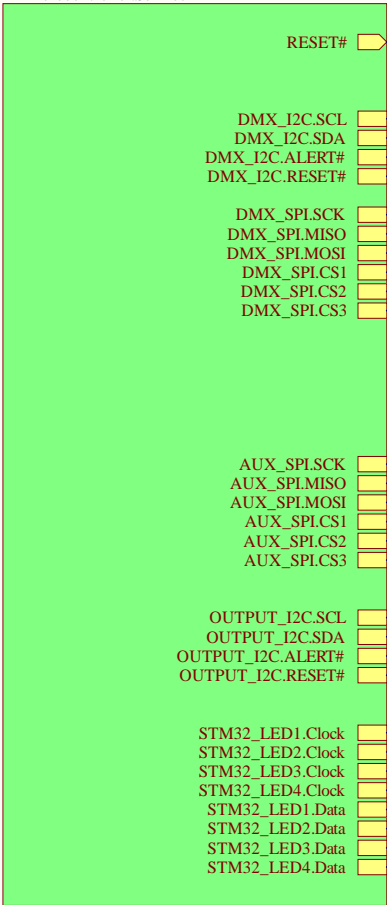 RESET#
DMX_I2C.SCL
DMX_I2C.SDA
DMX_I2C.ALERT#
DMX_I2C.RESET#
DMX_SPI.SCK
DMX_SPI.MISO
DMX_SPI.MOSI
DMX_SPI.CS1
DMX_SPI.CS2
DMX_SPI.CS3
AUX_SPI.SCK
AUX_SPI.MISO
AUX_SPI.MOSI
AUX_SPI.CS1
AUX_SPI.CS2
AUX_SPI.CS3
OUTPUT_I2C.SCL
OUTPUT_I2C.SDA
OUTPUT_I2C.ALERT#
OUTPUT_I2C.RESET#
STM32_LED1.Clock
STM32_LED2.Clock
STM32_LED3.Clock
STM32_LED4.Clock
STM32_LED1.Data
STM32_LED2.Data
STM32_LED3.Data
STM32_LED4.Data